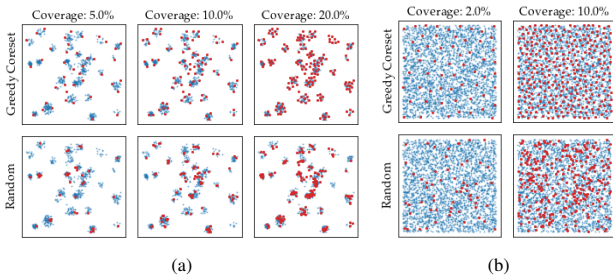 Coverage: 5.0%
Coverage: 10.0%
Coverage: 20.0%
Greedy Coreset
Random
(a)
Coverage: 2.0%
Coverage: 10.0%
Greedy Coreset
Random
(b)